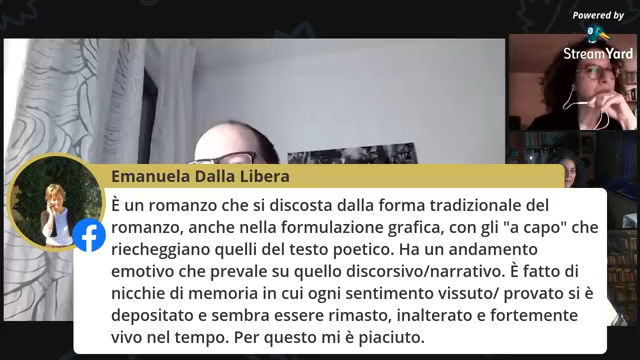 Powered by
StreamYard
Emanuela Dalla Libera
È un romanzo che si discosta dalla forma tradizionale del
romanzo, anche nella formulazione grafica, con gli "a capo" che
riecheggiano quelli del testo poetico. Ha un andamento
emotivo che prevale su quello discorsivo/narrativo. È fatto di
nicchie di memoria in cui ogni sentimento vissuto/ provato si è
depositato e sembra essere rimasto, inalterato e fortemente
vivo nel tempo. Per questo mi è piaciuto.